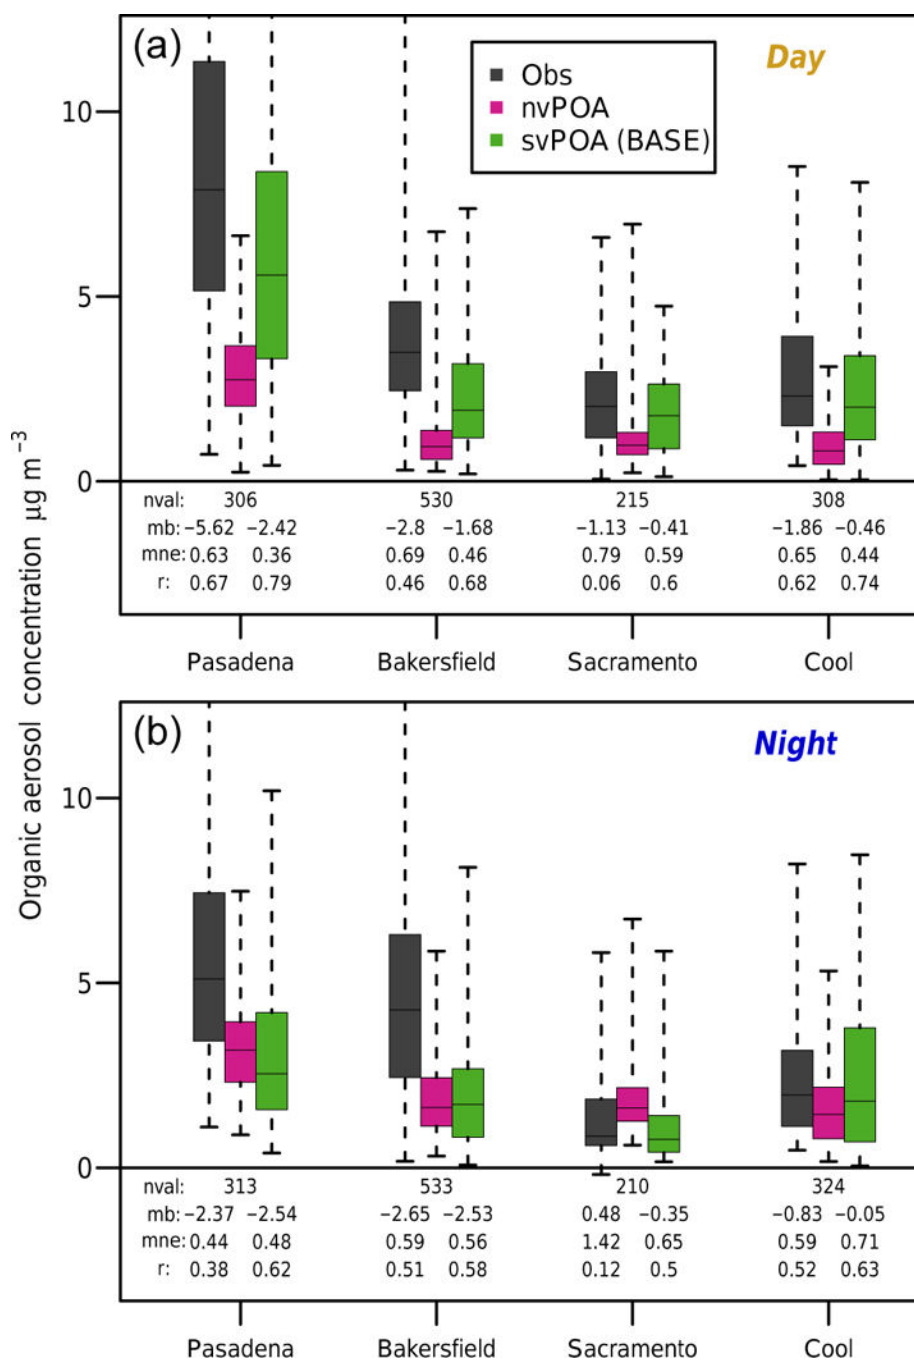 Organic aerosol concentration µg m⁻³
(a)
Day
Obs
nvPOA
svPOA (BASE)
10
5
0
nval: 306 530 215 308
mb: −5.62 −2.42 −2.8 −1.68 −1.13 −0.41 −1.86 −0.46
mne: 0.63 0.36 0.69 0.46 0.79 0.59 0.65 0.44
r: 0.67 0.79 0.46 0.68 0.06 0.6 0.62 0.74
Pasadena Bakersfield Sacramento Cool
(b)
Night
10
5
0
nval: 313 533 210 324
mb: −2.37 −2.54 −2.65 −2.53 0.48 −0.35 −0.83 −0.05
mne: 0.44 0.48 0.59 0.56 1.42 0.65 0.59 0.71
r: 0.38 0.62 0.51 0.58 0.12 0.5 0.52 0.63
Pasadena Bakersfield Sacramento Cool